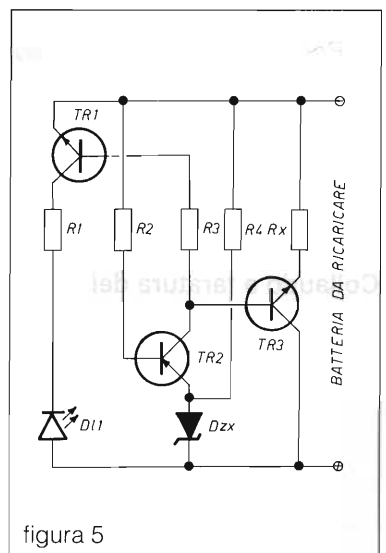 TR1
R1
R2
R3
R4
Rx
TR2
TR3
Dl1
Dzx
⊖
⊕
BATTERIA DA RICARICARE
figura 5